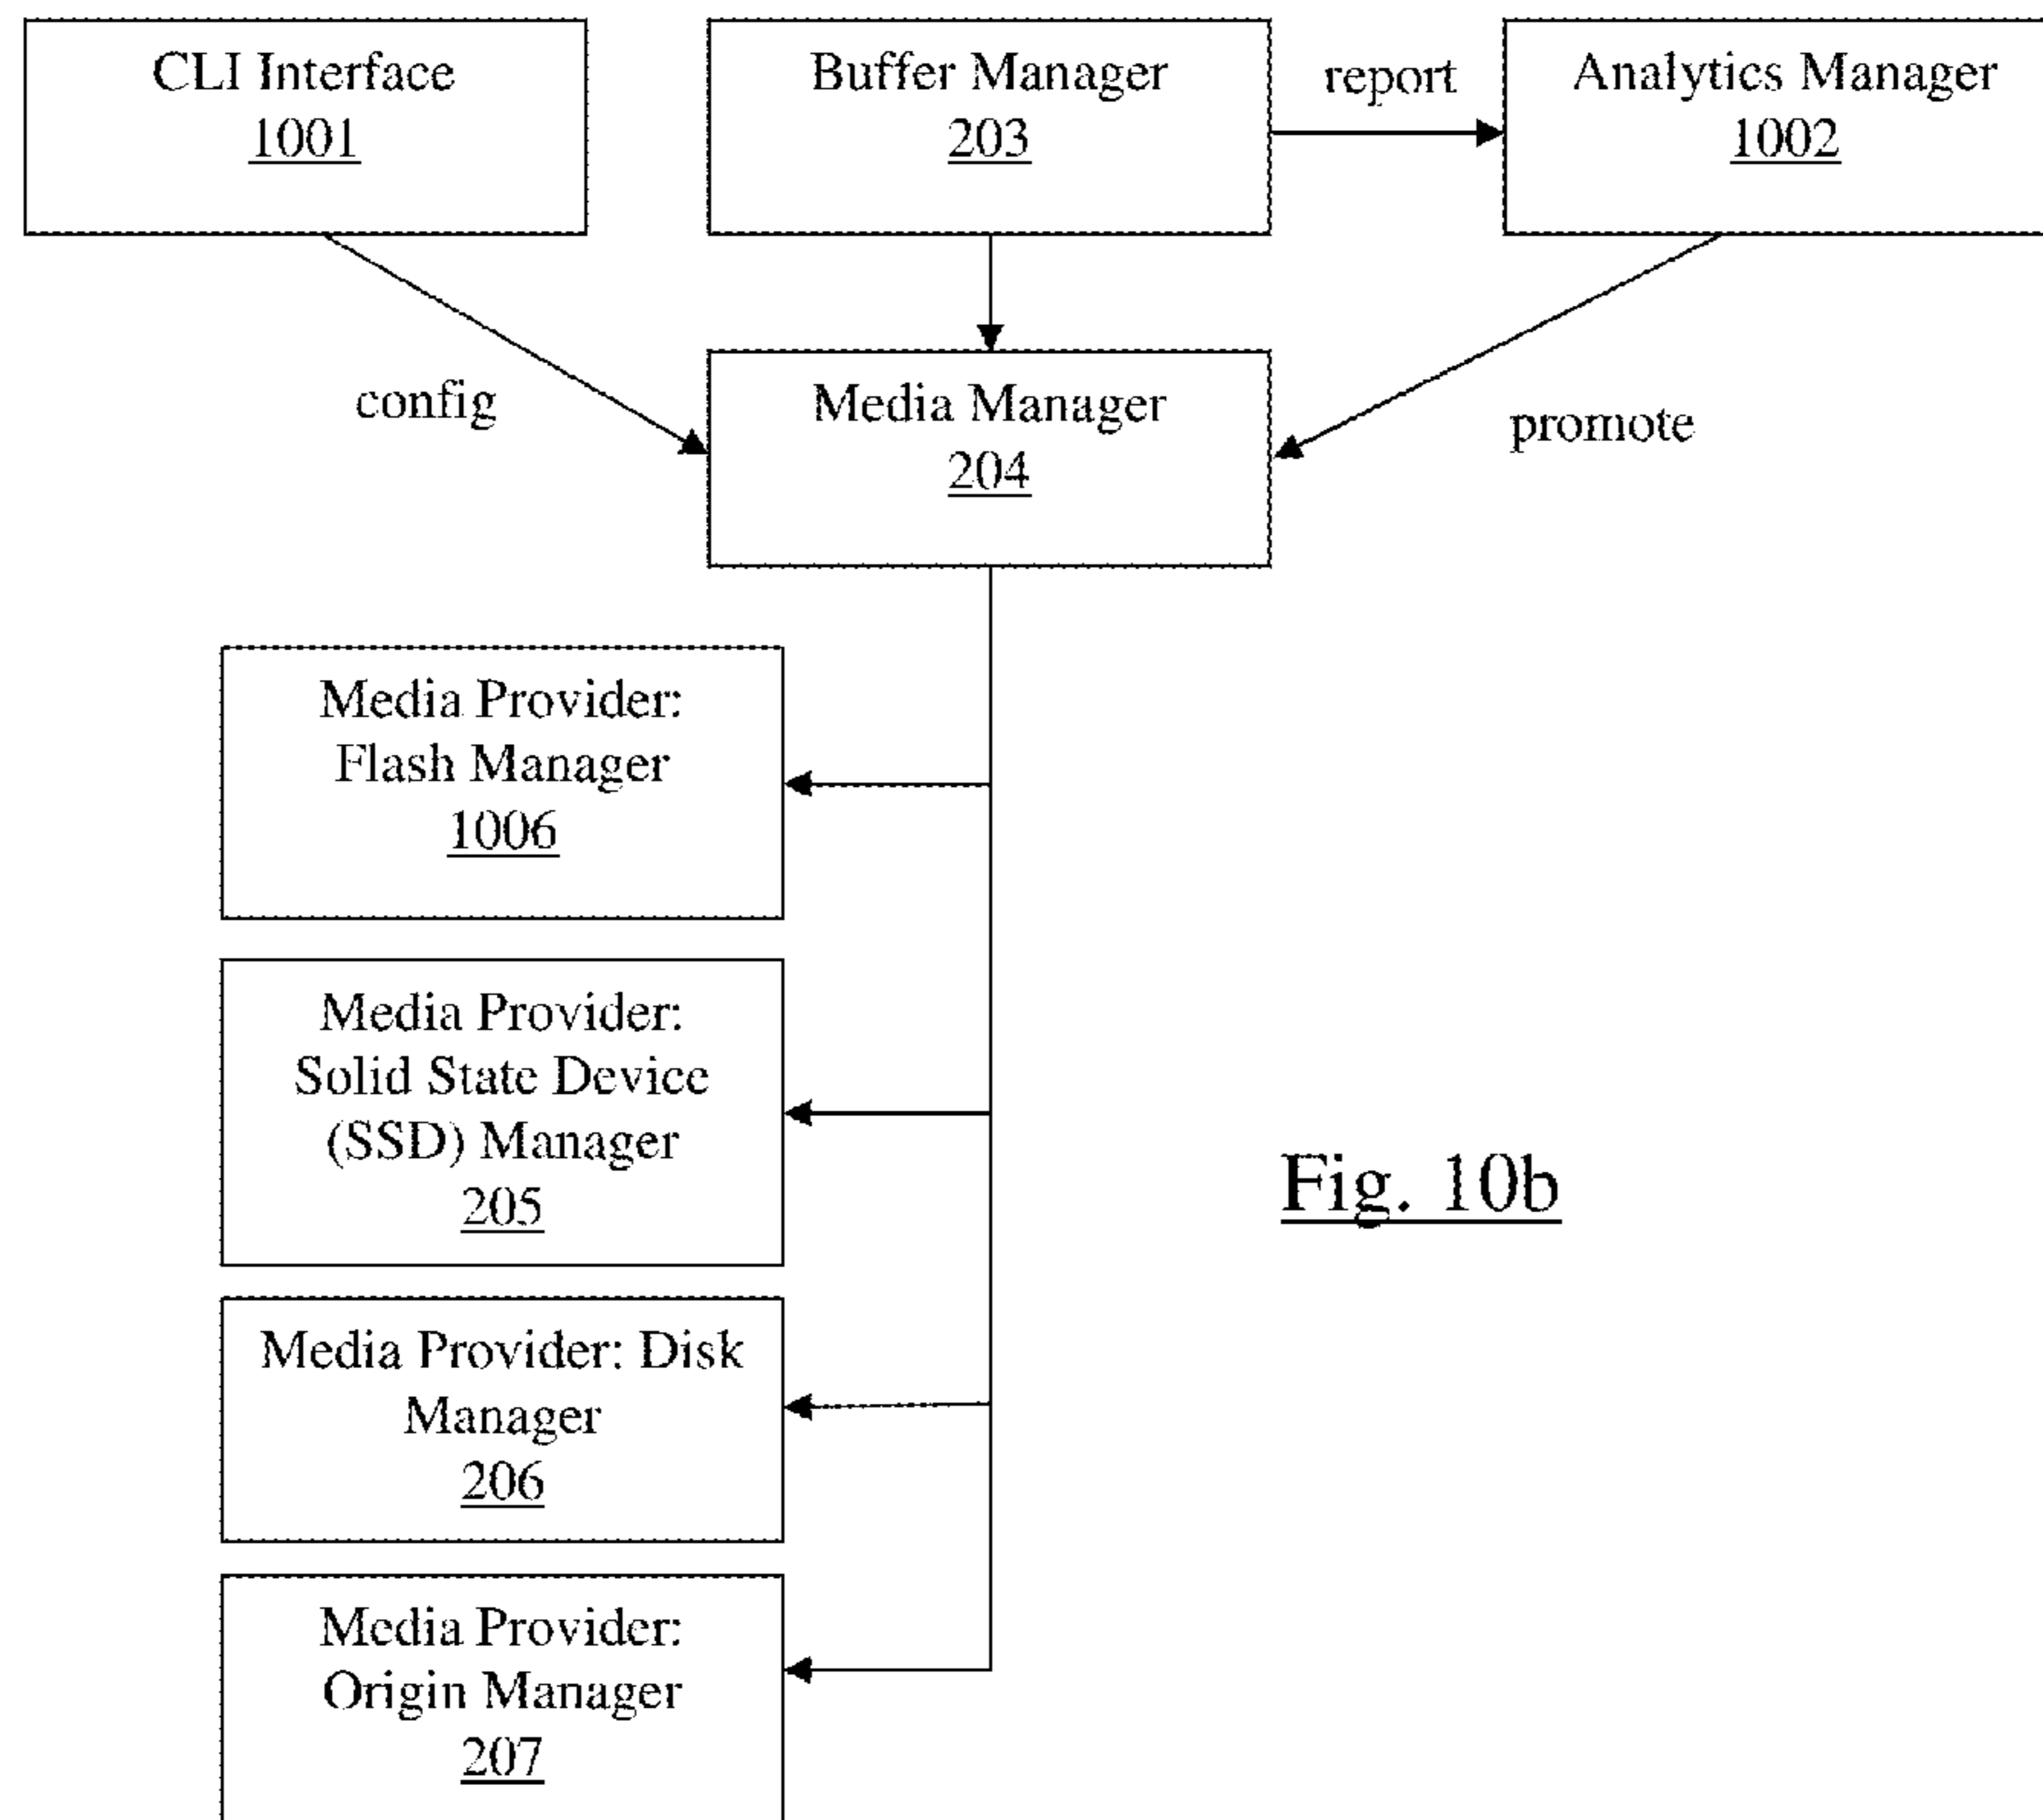 CLI Interface
1001
Buffer Manager
203
report
Analytics Manager
1002
config
Media Manager
204
promote
Media Provider:
Flash Manager
1006
Media Provider:
Solid State Device
(SSD) Manager
205
Media Provider: Disk
Manager
206
Media Provider:
Origin Manager
207
Fig. 10b